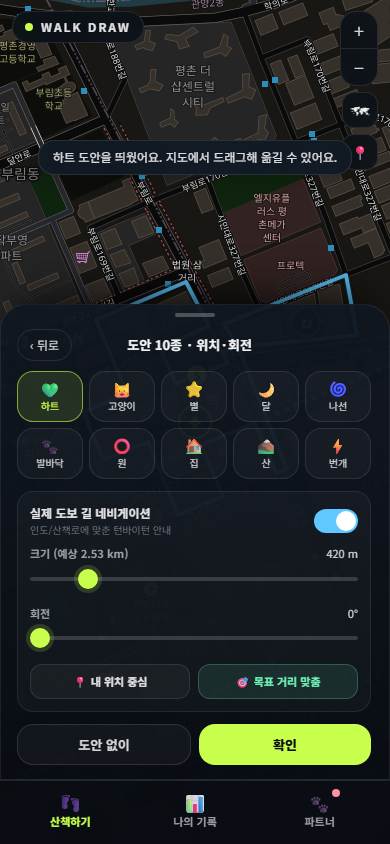 관양2동
WALK DRAW
평촌경영
고등학교
부림초등
학교
평촌 더
샵센트럴
시티
부림로170번길
달안로
부림동
하트 도안을 띄웠어요. 지도에서 드래그해 옮길 수 있어요.
엘지유플
러스 평
촌메가
센터
시민대로327번길
부림로169번길
법원 삼
거리
프로텍
‹ 뒤로
도안 10종 · 위치·회전
하트
고양이
별
달
나선
발바닥
원
집
산
번개
실제 도보 길 네비게이션
인도/산책로에 맞춘 턴바이턴 안내
크기 (예상 2.53 km)
420 m
회전
0°
내 위치 중심
목표 거리 맞춤
도안 없이
확인
산책하기
나의 기록
파트너